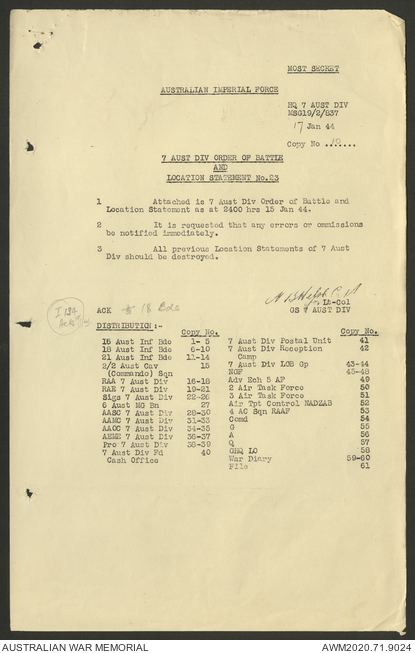 MOST SECRET
AUSTRALIAN IMPERIAL FORCE
HQ 7 AUST DIV
MSG19/2/837
17 Jan 44
Copy No ......
7 AUST DIV ORDER OF BATTLE
AND
LOCATION STATEMENT No.23
1 Attached is 7 Aust Div Order of Battle and
Location Statement as at 2400 hrs 15 Jan 44.
2 It is requested that any errors or ommissions
be notified immediately.
3 All previous Location Statements of 7 Aust
Div should be destroyed.
Lt-Col
GS 7 AUST DIV
ACK 18 Bde
DISTRIBUTION:-
Copy No.
16 Aust Inf Bde 1-5
18 Aust Inf Bde 6-10
21 Aust Inf Bde 11-14
2/2 Aust Cav 15
(Commando) Sqn
RAA 7 Aust Div 16-18
RAE 7 Aust Div 19-21
Sigs 7 Aust Div 22-26
6 Aust MG Bn 27
AASC 7 Aust Div 28-30
AAMC 7 Aust Div 31-33
AAOC 7 Aust Div 34-35
AEME 7 Aust Div 36-37
Pro 7 Aust Div 38-39
7 Aust Div Fd 40
Cash Office
Copy No.
7 Aust Div Postal Unit 41
7 Aust Div Reception 42
Camp
7 Aust Div LOB Gp 43-44
NGF 45-48
Adv Ech 5 AF 49
2 Air Task Force 50
3 Air Task Force 51
Air Tpt Control NADZAB 52
4 AC Sqn RAAF 53
Comd 54
G 55
A 56
Q 57
GHQ LO 58
War Diary 59-60
File 61
AUSTRALIAN WAR MEMORIAL
AWM2020.71.9024